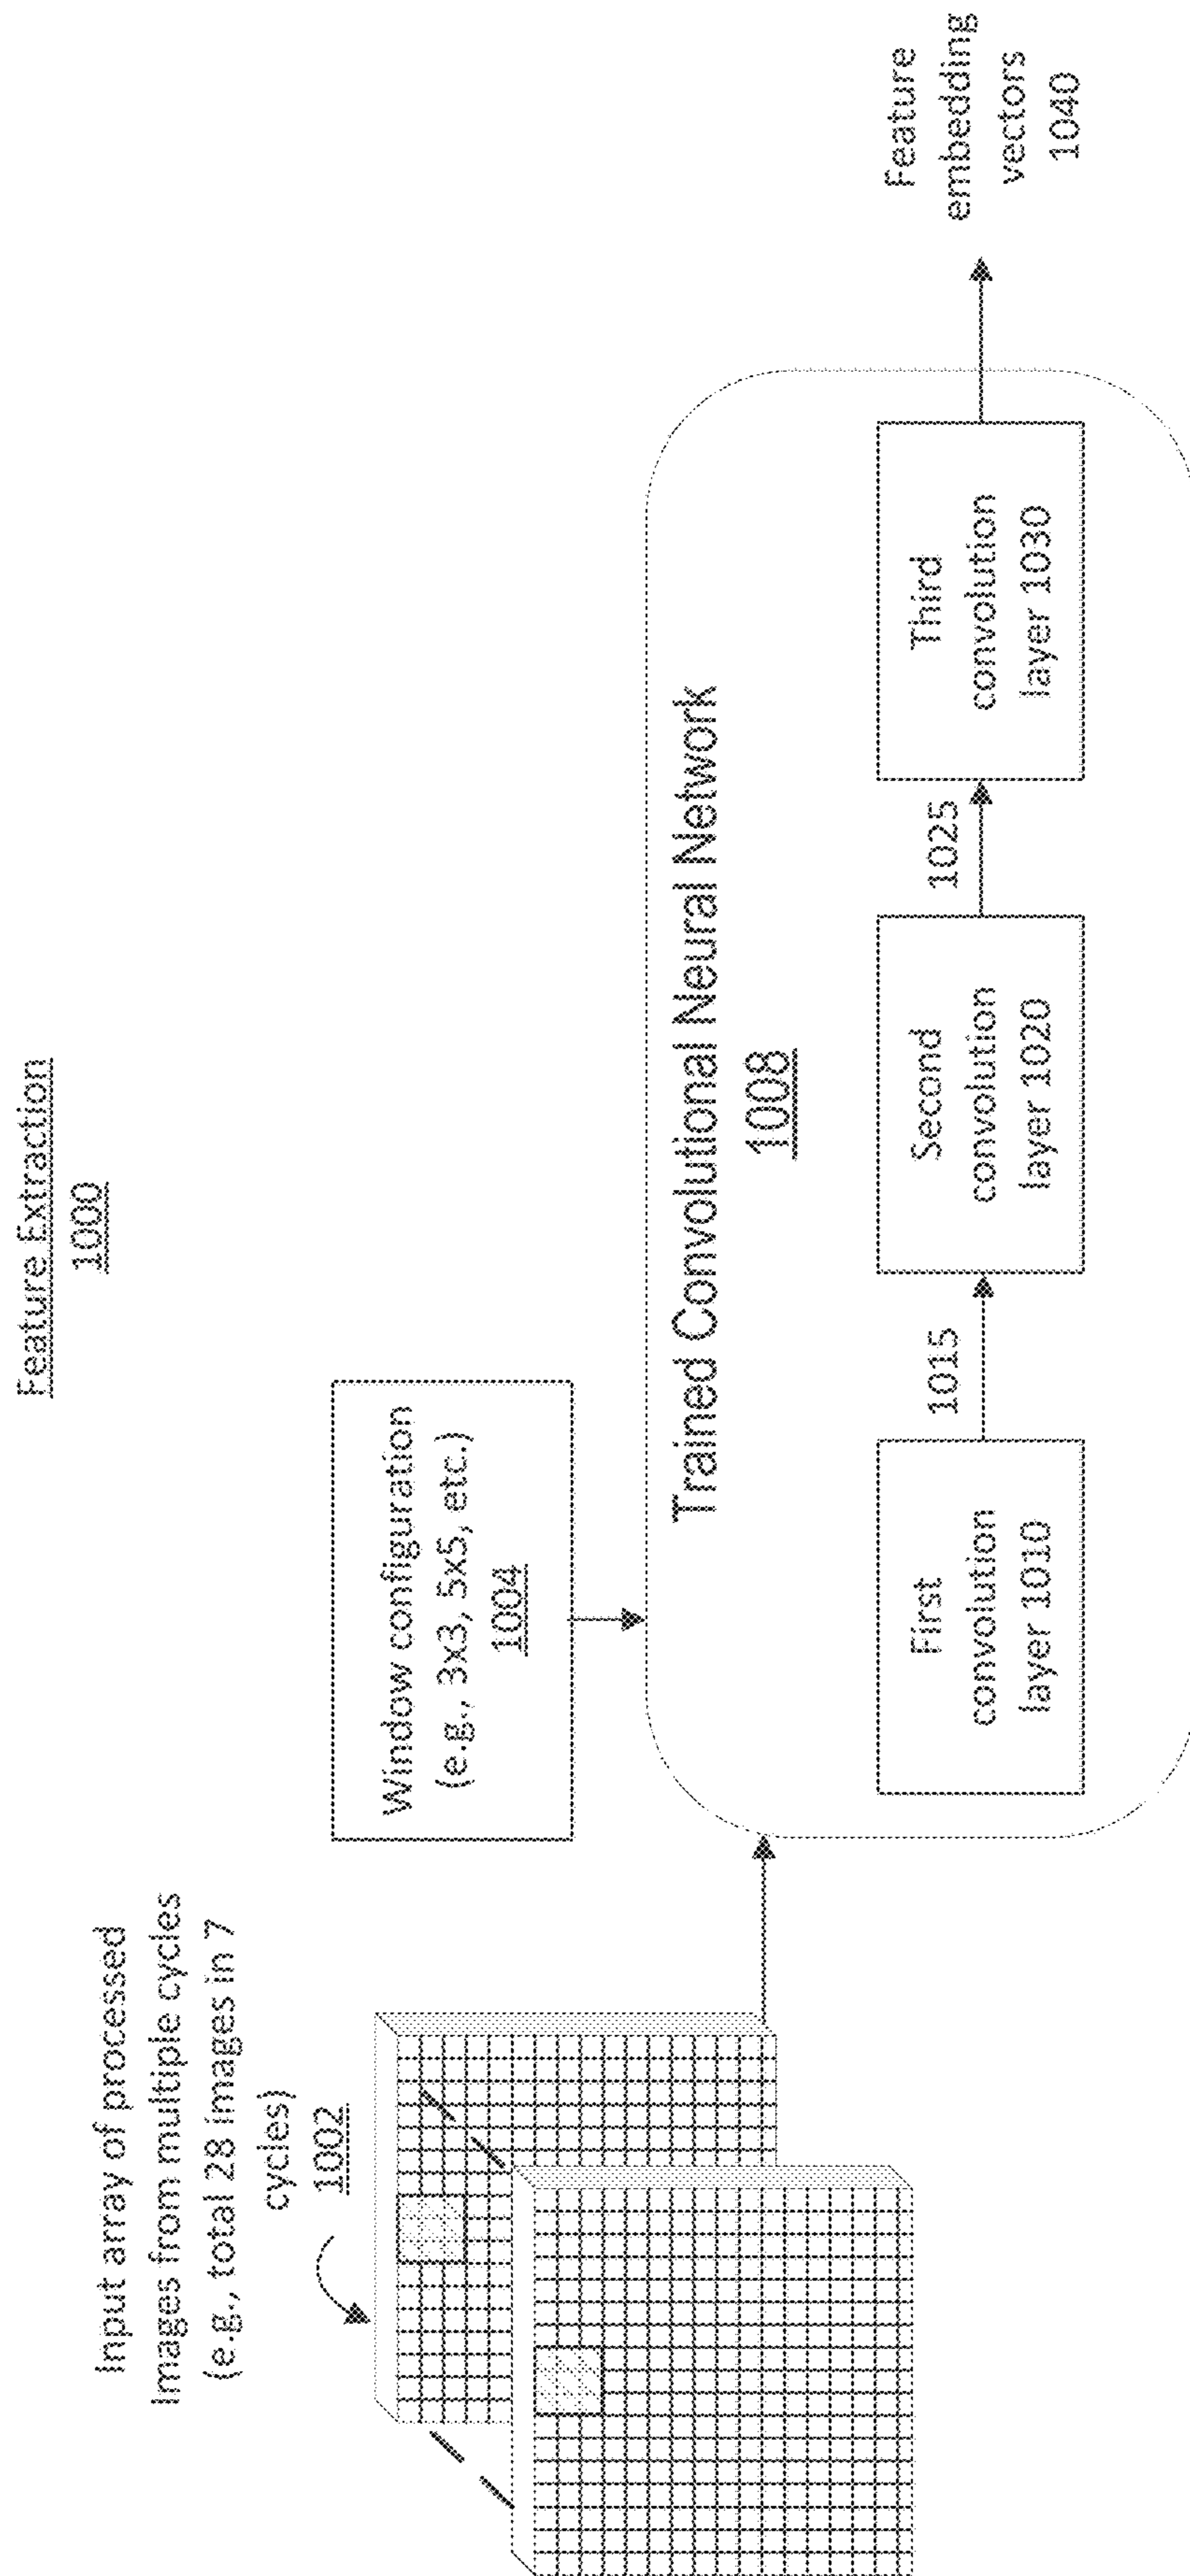 Feature Extraction
1000
Input array of processed
Images from multiple cycles
(e.g., total 28 images in 7
cycles)
1002
Window configuration
(e.g., 3x3, 5x5, etc.)
1004
Trained Convolutional Neural Network
1008
First
convolution
layer 1010
1015
Second
convolution
layer 1020
1025
Third
convolution
layer 1030
Feature
embedding
vectors
1040